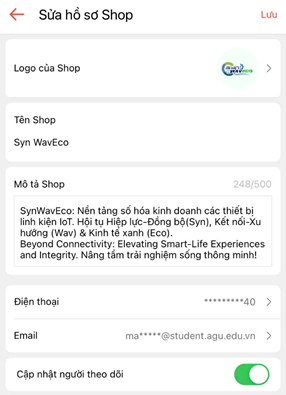 Sửa hồ sơ Shop
Lưu
Logo của Shop
Tên Shop
Syn WavEco
Mô tả Shop
248/500
SynWavEco: Nền tảng số hóa kinh doanh các thiết bị
linh kiện IoT. Hội tụ Hiệp lực-Đồng bộ(Syn), Kết nối-Xu
hướng (Wav) & Kinh tế xanh (Eco).
Beyond Connectivity: Elevating Smart-Life Experiences
and Integrity. Nâng tầm trải nghiệm sống thông minh!
Điện thoại
*********40
Email
ma*****@student.agu.edu.vn
Cập nhật người theo dõi